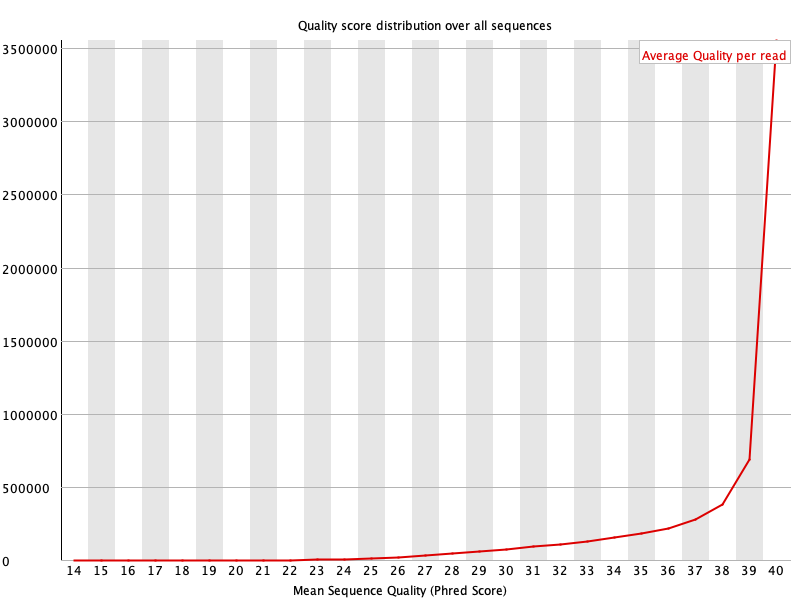 Quality score distribution over all sequences
Average Quality per read
3500000
3000000
2500000
2000000
1500000
1000000
500000
0
14 15 16 17 18 19 20 21 22 23 24 25 26 27 28 29 30 31 32 33 34 35 36 37 38 39 40
Mean Sequence Quality (Phred Score)